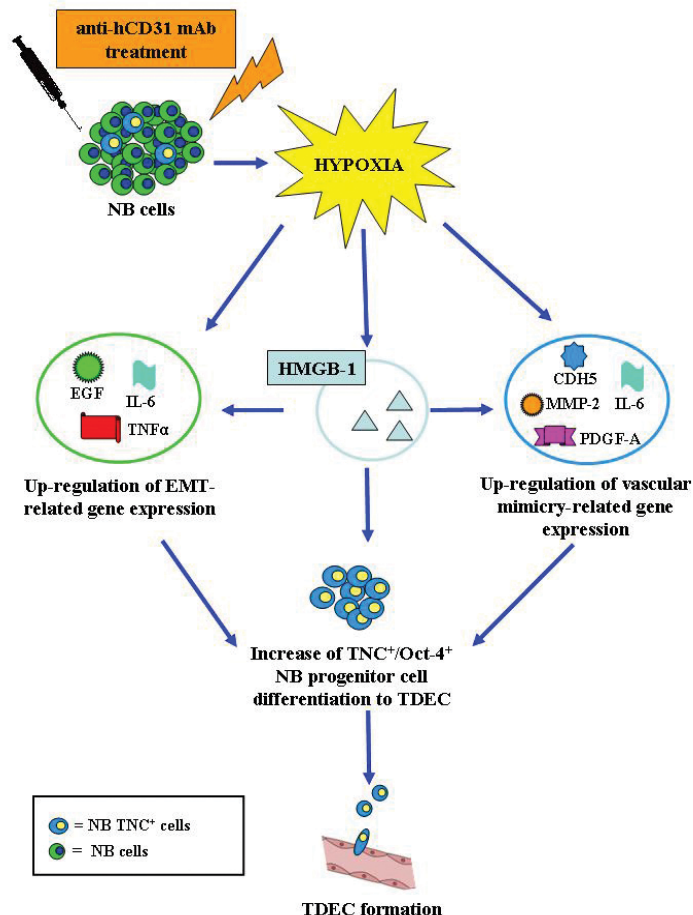 anti-hCD31 mAb
treatment
HYPOXIA
NB cells
HMGB-1
EGF
IL-6
TNFα
CDH5
MMP-2
IL-6
PDGF-A
Up-regulation of EMT-
related gene expression
Up-regulation of vascular
mimicry-related gene
expression
Increase of TNC⁺/Oct-4⁺
NB progenitor cell
differentiation to TDEC
= NB TNC⁺ cells
= NB cells
TDEC formation